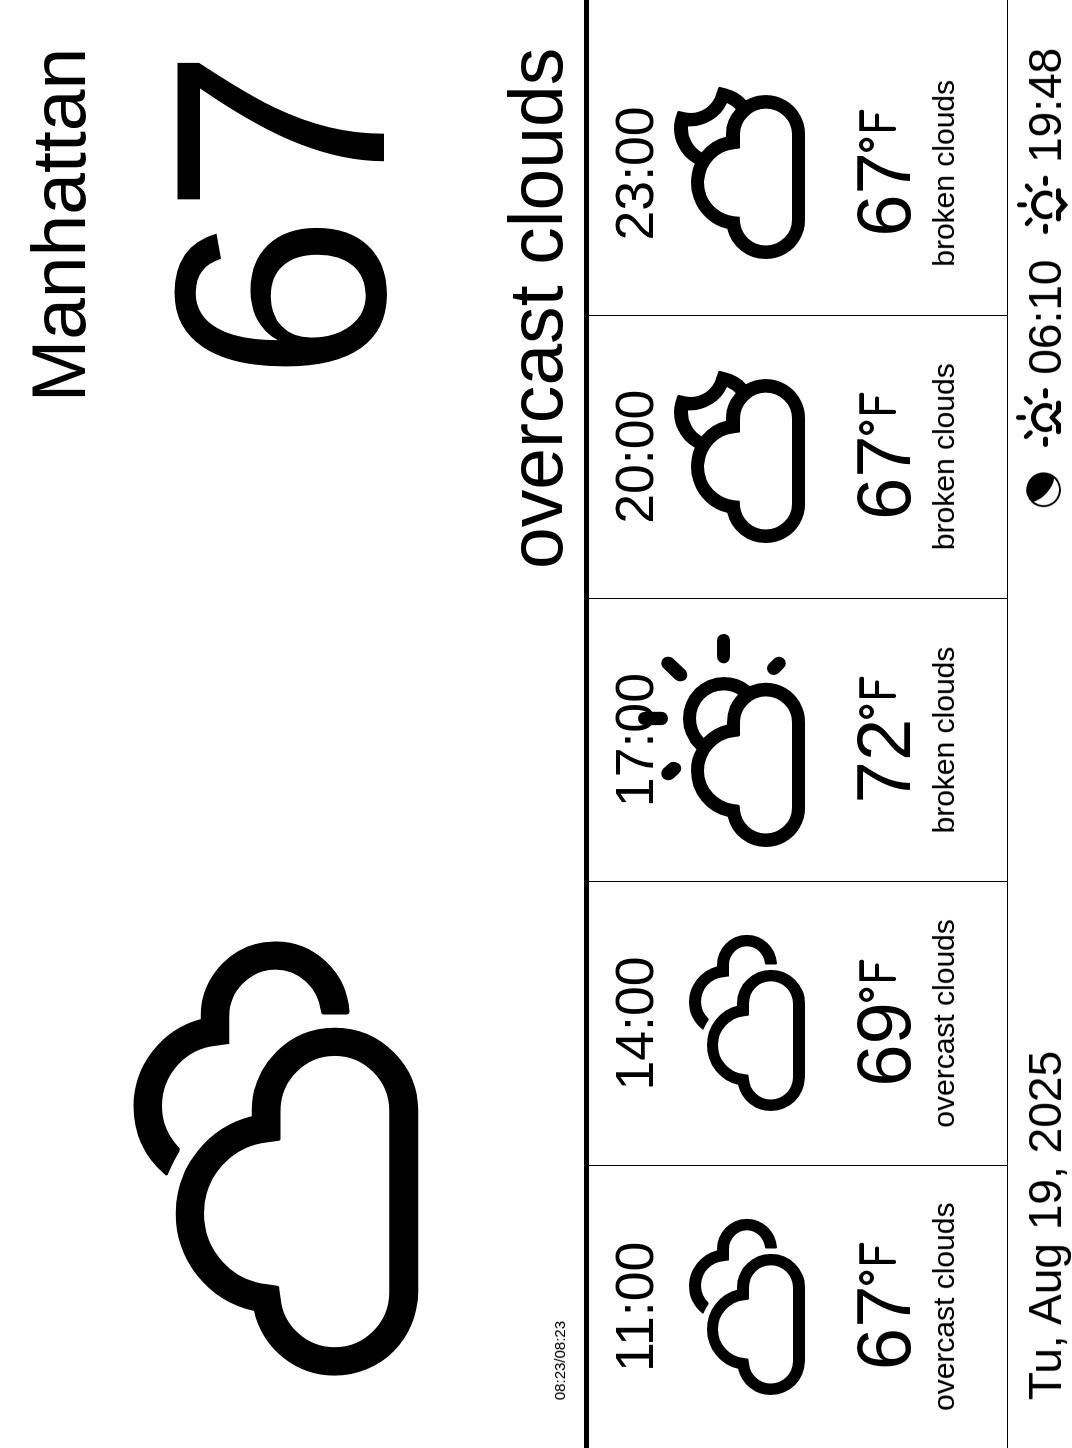 Manhattan
67
overcast clouds
08:23/08:23
11:00
67°F
overcast clouds
14:00
69°F
overcast clouds
17:00
72°F
broken clouds
20:00
67°F
broken clouds
23:00
67°F
broken clouds
Tu, Aug 19, 2025
06:10
19:48